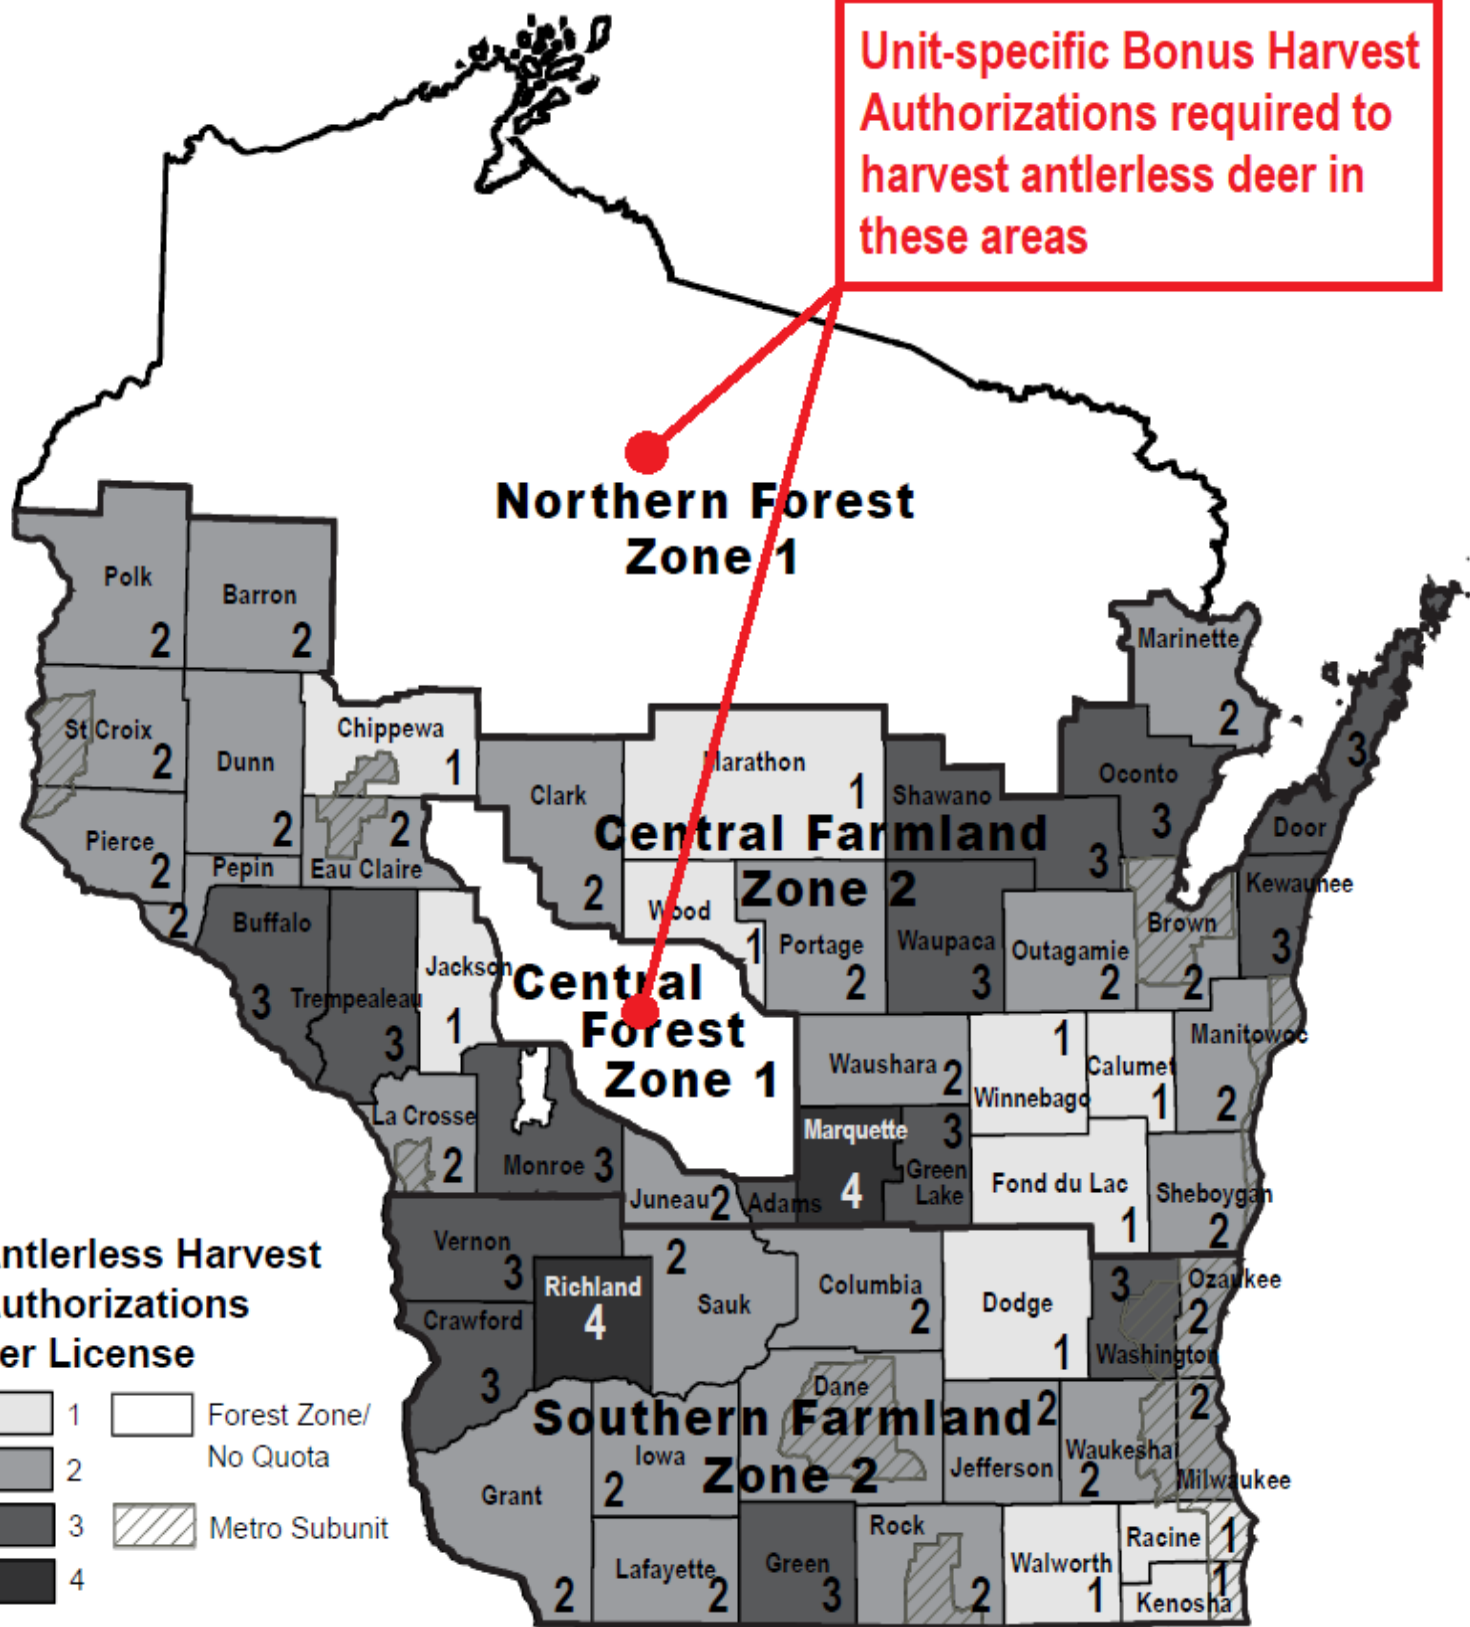 Unit-specific Bonus Harvest
Authorizations required to
harvest antlerless deer in
these areas
Northern Forest
Zone 1
Polk
2
Barron
2
Marinette
2
St Croix
2
Dunn
2
Chippewa
1
Clark
2
Marathon
1
Shawano
3
Oconto
3
3
Door
Central Farmland
Zone 2
Pierce
2
Pepin
2
Eau Claire
2
Wood
1
Portage
2
Waupaca
3
Outagamie
2
Brown
2
Kewaunee
3
Buffalo
3
Trempealeau
3
Jackson
1
Central
Forest
Zone 1
Waushara
2
Winnebago
1
Calumet
1
Manitowoc
2
La Crosse
2
Monroe
3
Juneau
2
Adams
Marquette
4
Green
Lake
3
Fond du Lac
1
Sheboygan
2
Vernon
3
Richland
4
Sauk
2
Columbia
2
Dodge
1
Washington
3
Ozaukee
2
Crawford
3
Southern Farmland
Zone 2
Grant
2
Iowa
2
Dane
Jefferson
2
Waukesha
2
Milwaukee
2
Lafayette
2
Green
3
Rock
2
Walworth
1
Racine
1
Kenosha
1
ntlerless Harvest
uthorizations
er License
1
2
3
4
Forest Zone/
No Quota
Metro Subunit